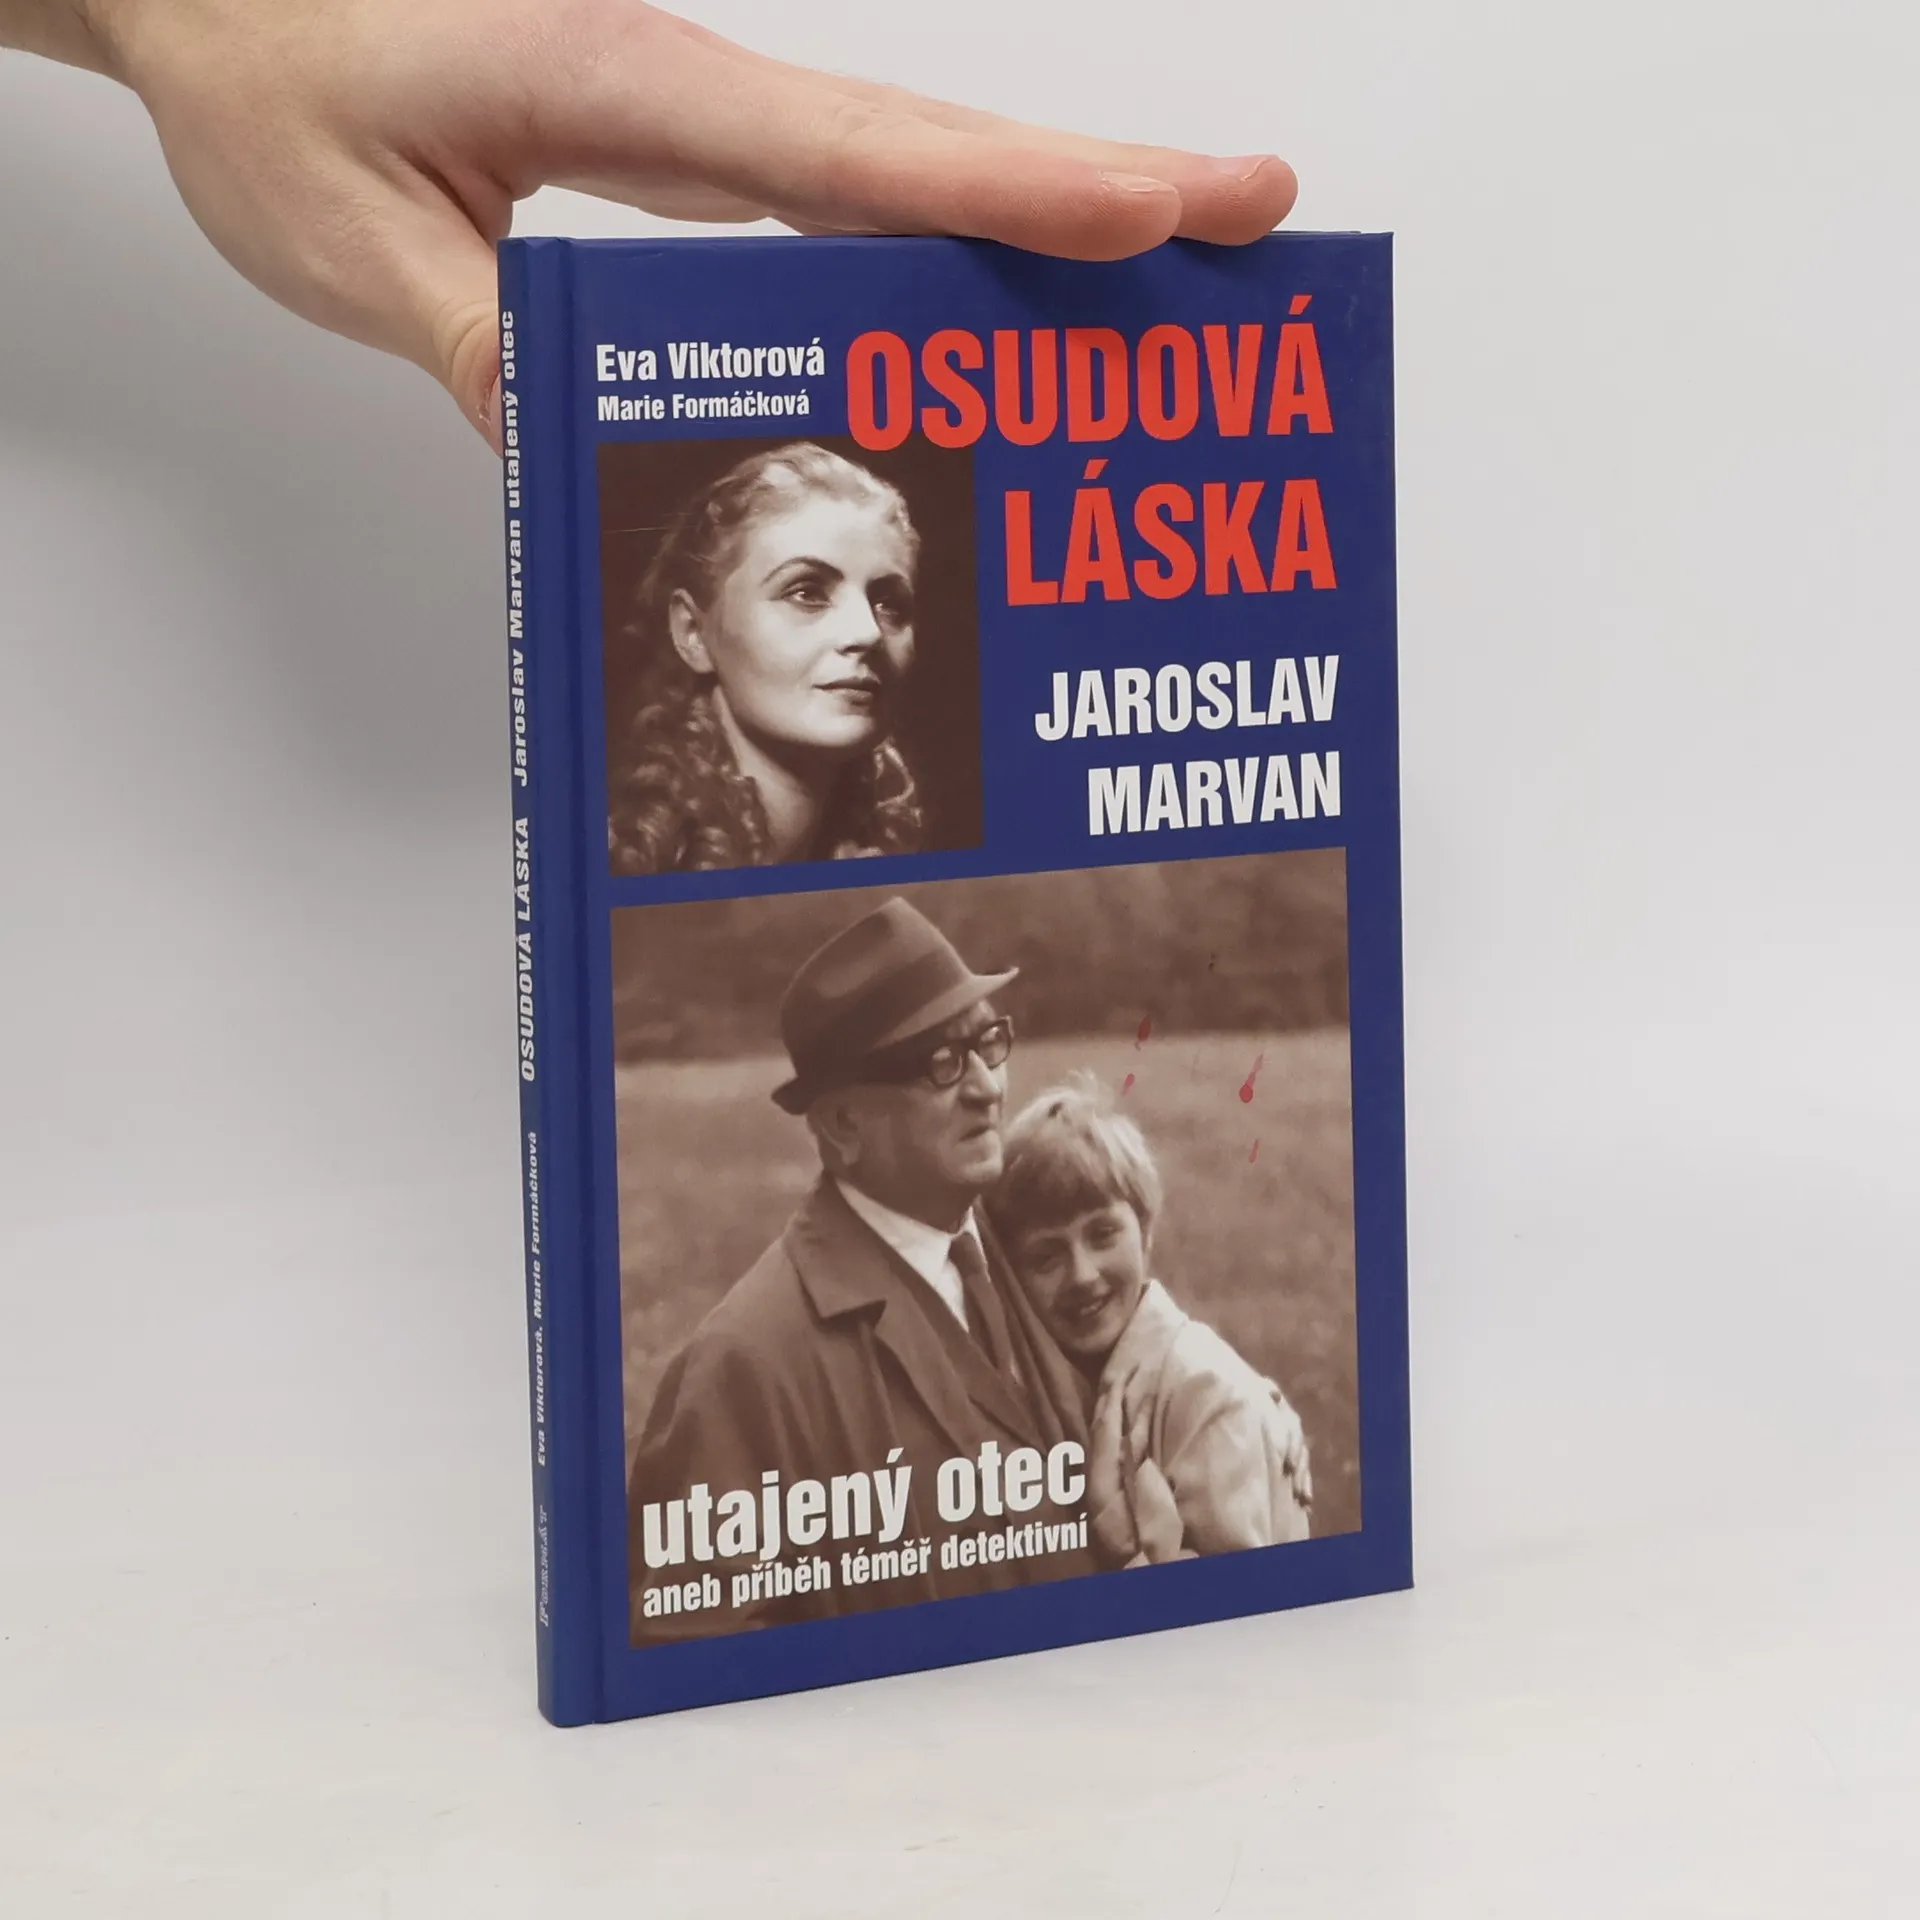 Eva Viktorová
Marie Formáčková
OSUDOVÁ
LÁSKA
JAROSLAV
MARVAN
utajený otec
aneb příběh téměř detektivní
Eva Viktorová, Marie Formáčková OSUDOVÁ LÁSKA Jaroslav Marvan utajený otec